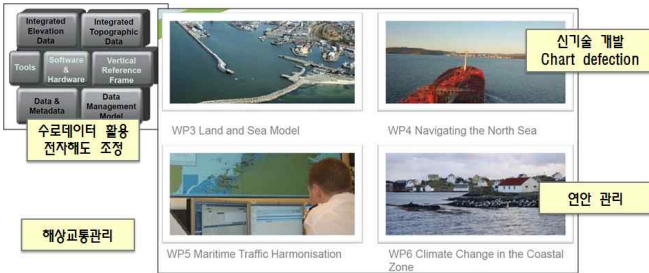 Integrated
Elevation
Data
Integrated
Topographic
Data
Tools
Software
&
Hardware
Vertical
Reference
Frame
Data &
Metadata
Data
Management
Model
수로데이터 활용
전자해도 조정
WP3 Land and Sea Model
WP4 Navigating the North Sea
신기술 개발
Chart defection
해상교통관리
WP5 Maritime Traffic Harmonisation
WP6 Climate Change in the Coastal
Zone
연안 관리